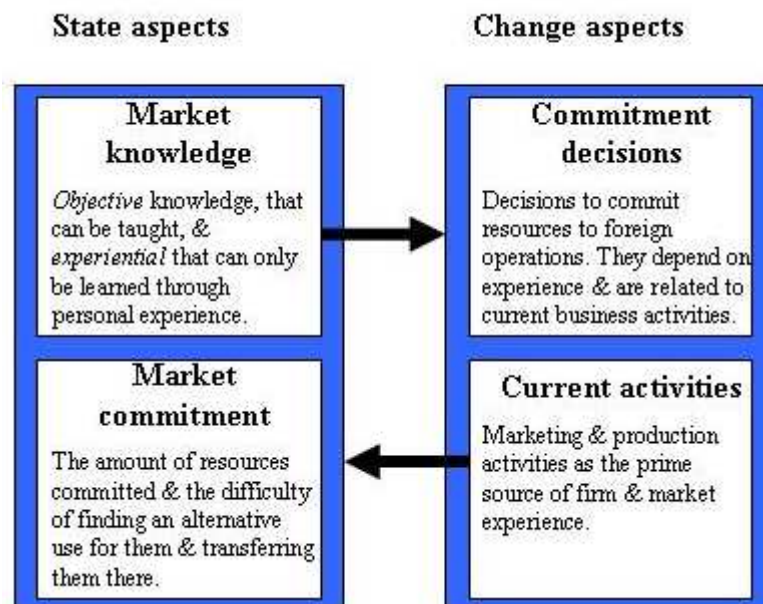 State aspects
Change aspects
Market
knowledge
Objective knowledge, that
can be taught, &
experiential that can only
be learned through
personal experience.
Commitment
decisions
Decisions to commit
resources to foreign
operations. They depend on
experience & are related to
current business activities.
Market
commitment
The amount of resources
committed & the difficulty
of finding an alternative
use for them & transferring
them there.
Current activities
Marketing & production
activities as the prime
source of firm & market
experience.